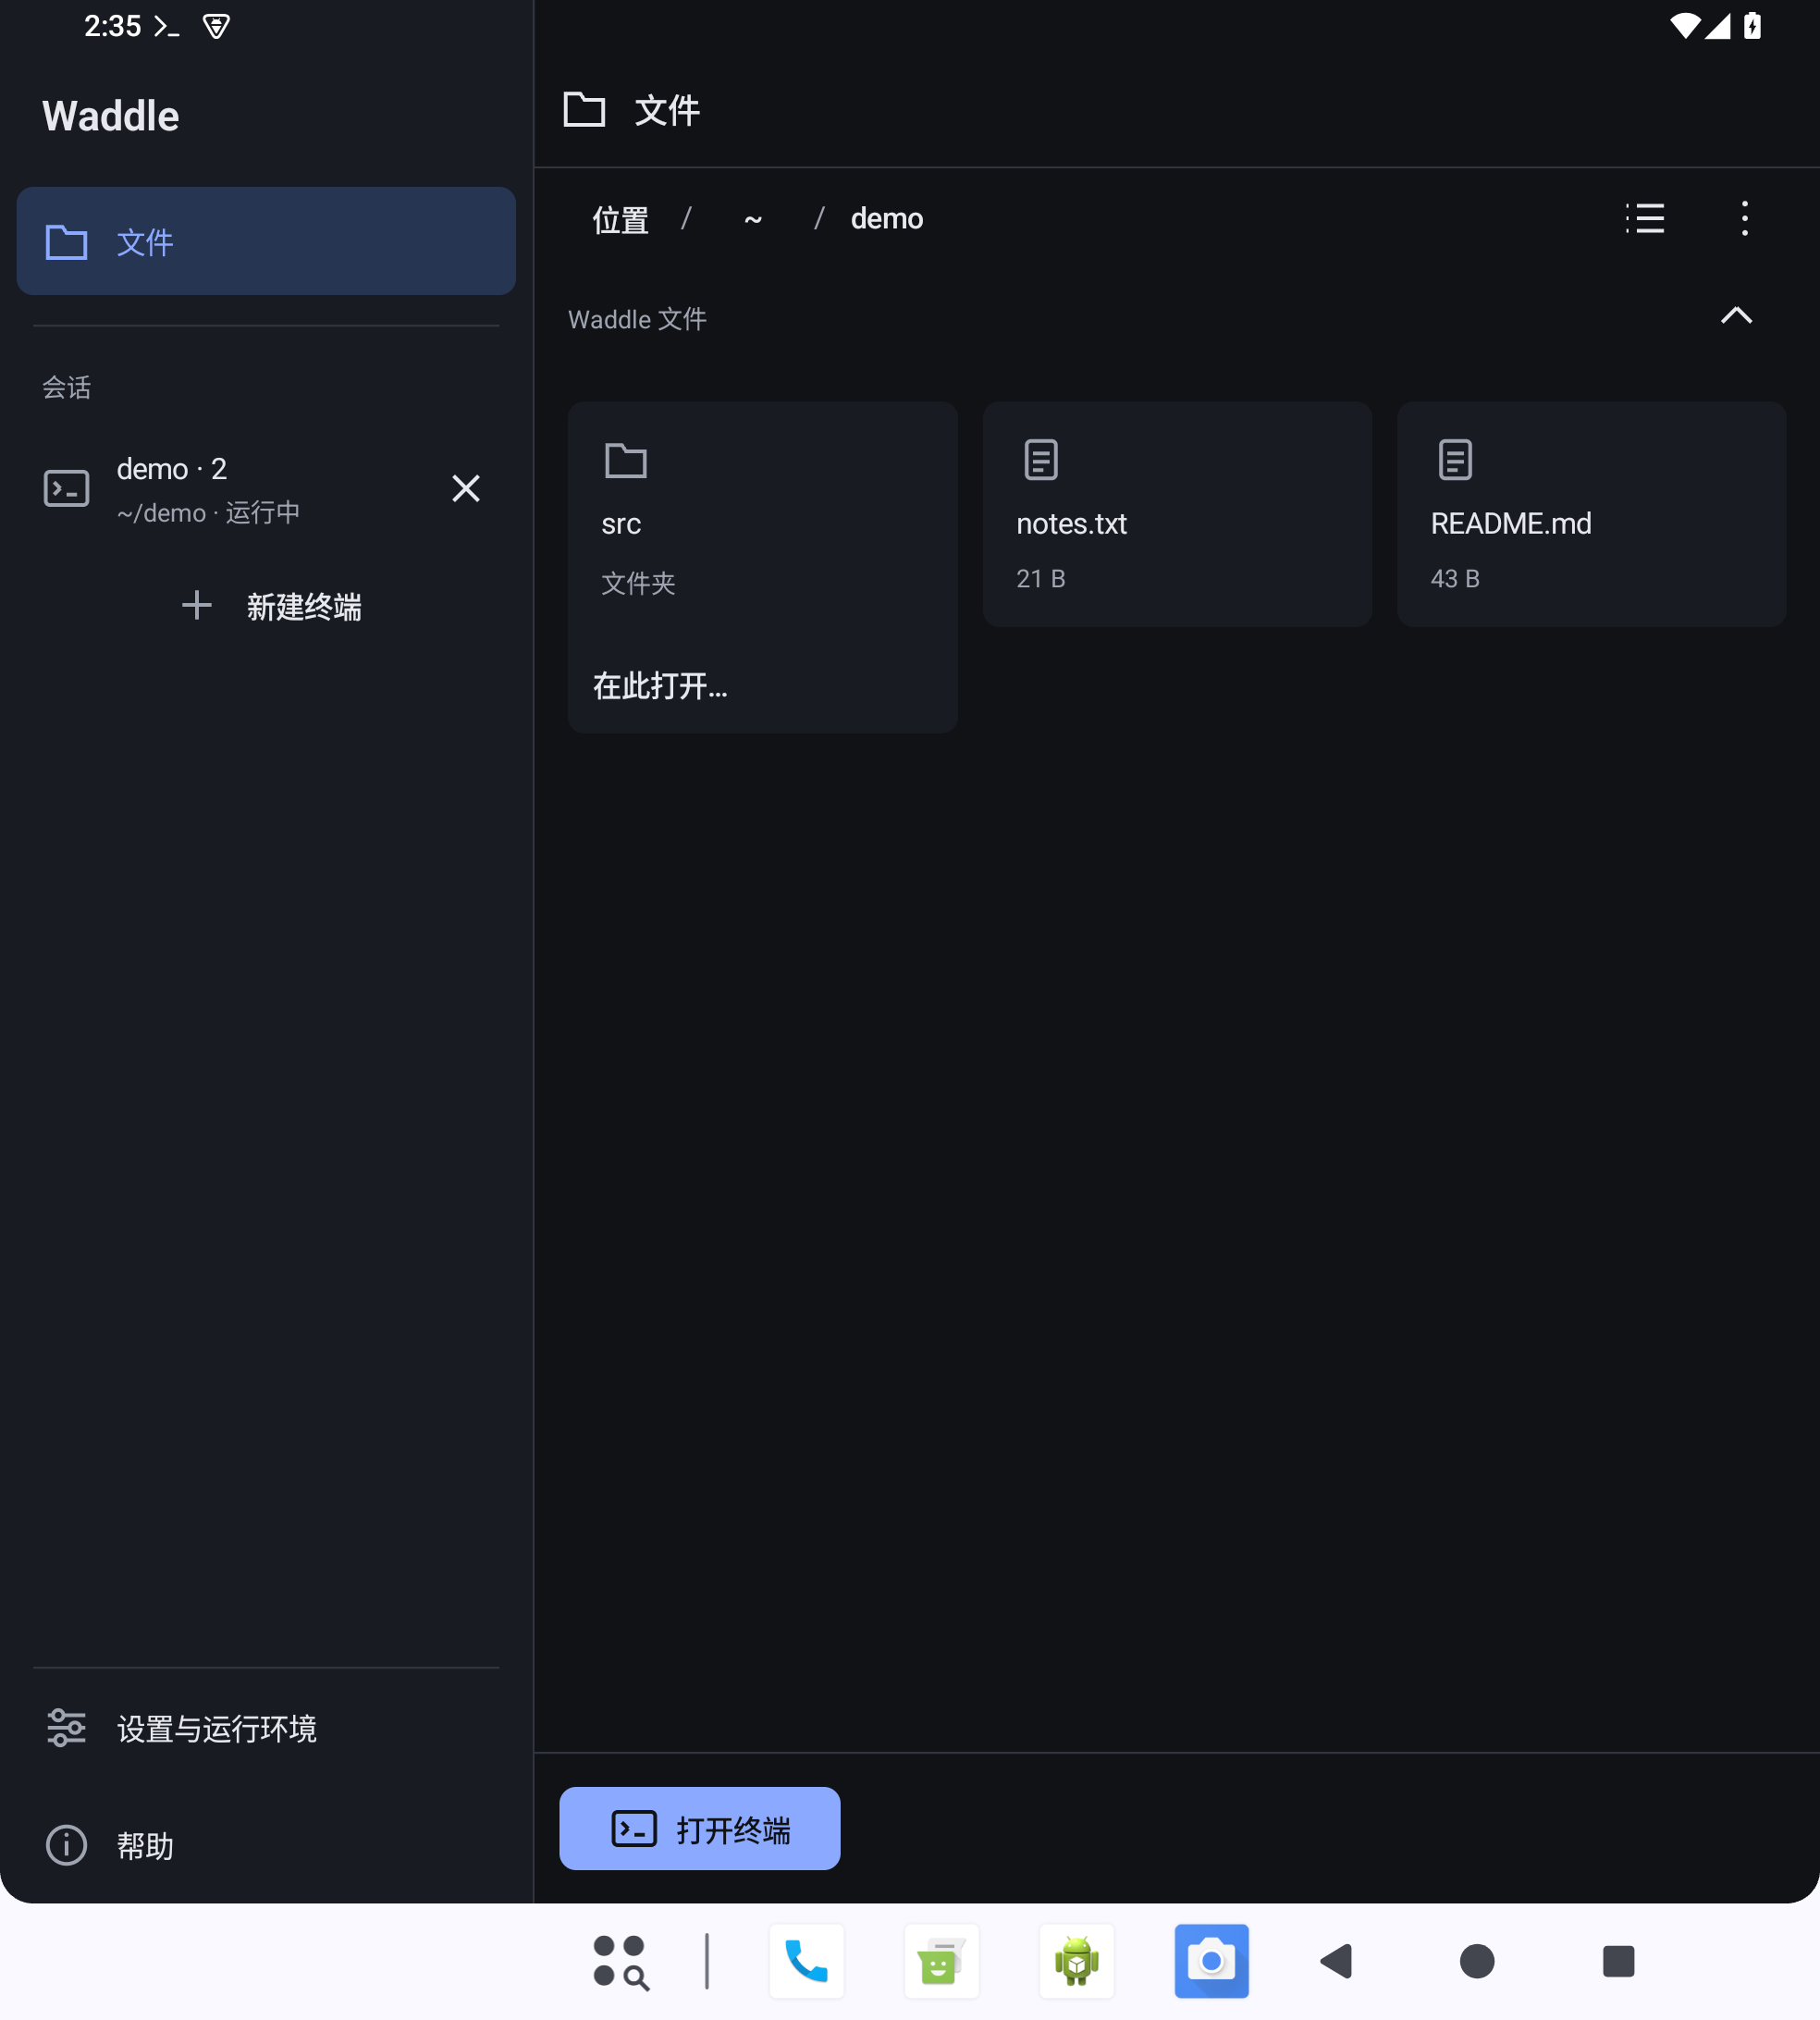 2:35
Waddle
文件
会话
demo · 2
~/demo · 运行中
新建终端
设置与运行环境
帮助
文件
位置 / ~ / demo
Waddle 文件
src
文件夹
在此打开...
notes.txt
21 B
README.md
43 B
打开终端